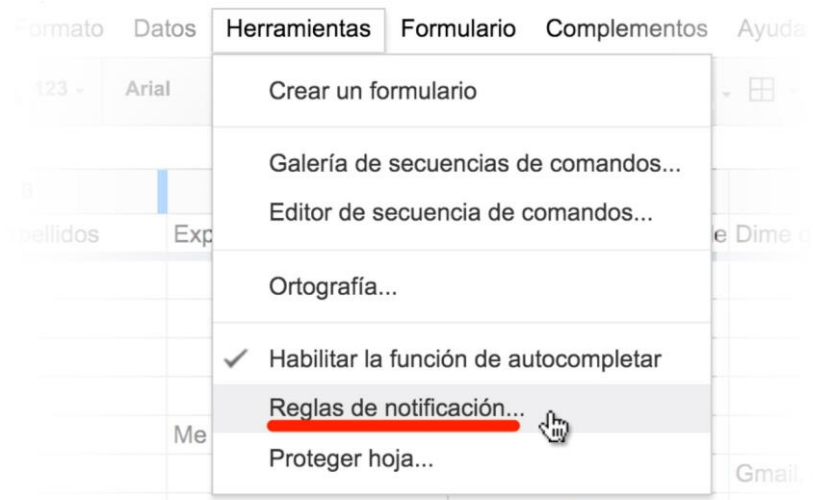 Formato Datos Herramientas Formulario Complementos Ayuda
123 Arial
Crear un formulario
Galería de secuencias de comandos...
Editor de secuencia de comandos...
Exp
Dime
Ortografía...
Habilitar la función de autocompletar
Reglas de notificación...
Me
Proteger hoja...
Gmail,